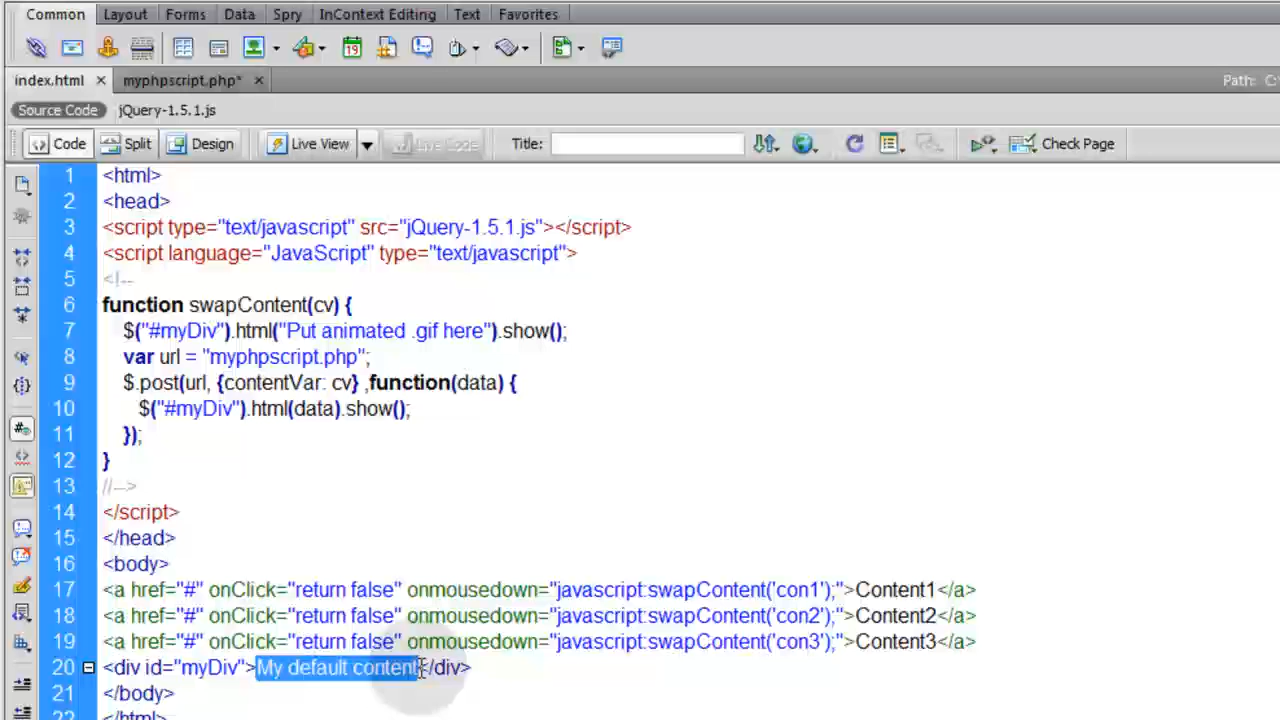 Common Layout Forms Data Spry InContext Editing Text Favorites
index.html × myphpscript.php* × Path: C:
Source Code jQuery-1.5.1.js
Code Split Design Live View Live Code Title: Check Page
1 <html>
2 <head>
3 <script type="text/javascript" src="jQuery-1.5.1.js"></script>
4 <script language="JavaScript" type="text/javascript">
5 <!--
6 function swapContent(cv) {
7 $("#myDiv").html("Put animated .gif here").show();
8 var url = "myphpscript.php";
9 $.post(url, {contentVar: cv} ,function(data) {
10 $("#myDiv").html(data).show();
11 });
12 }
13 //-->
14 </script>
15 </head>
16 <body>
17 <a href="#" onClick="return false" onmousedown="javascript:swapContent('con1');">Content1</a>
18 <a href="#" onClick="return false" onmousedown="javascript:swapContent('con2');">Content2</a>
19 <a href="#" onClick="return false" onmousedown="javascript:swapContent('con3');">Content3</a>
20 <div id="myDiv">My default content</div>
21 </body>
22 </html>